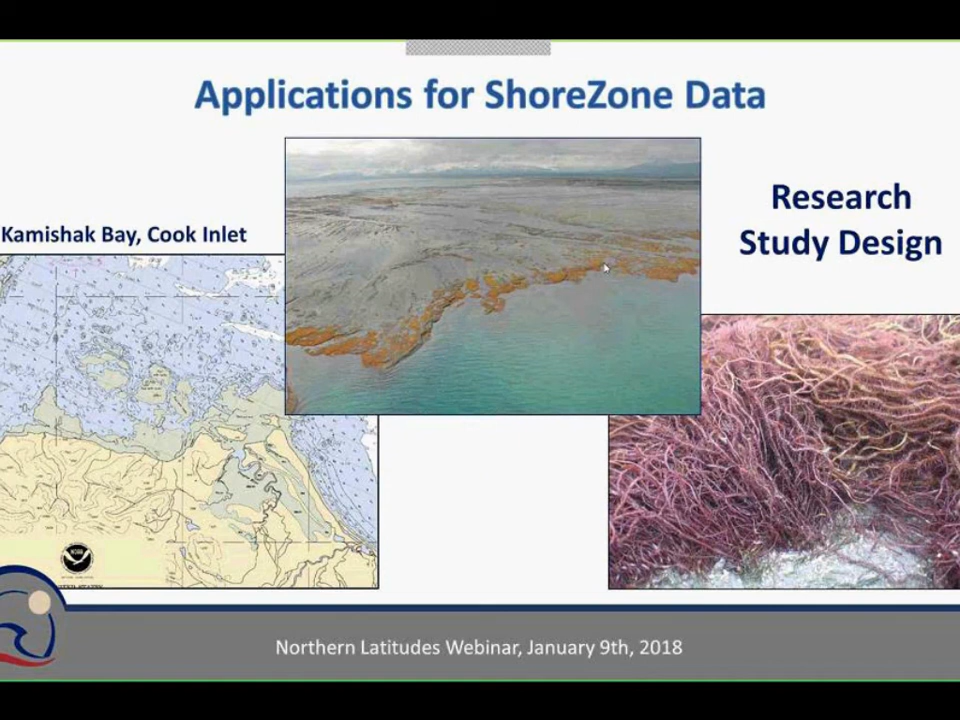 Applications for ShoreZone Data
Research
Study Design
Kamishak Bay, Cook Inlet
Northern Latitudes Webinar, January 9th, 2018